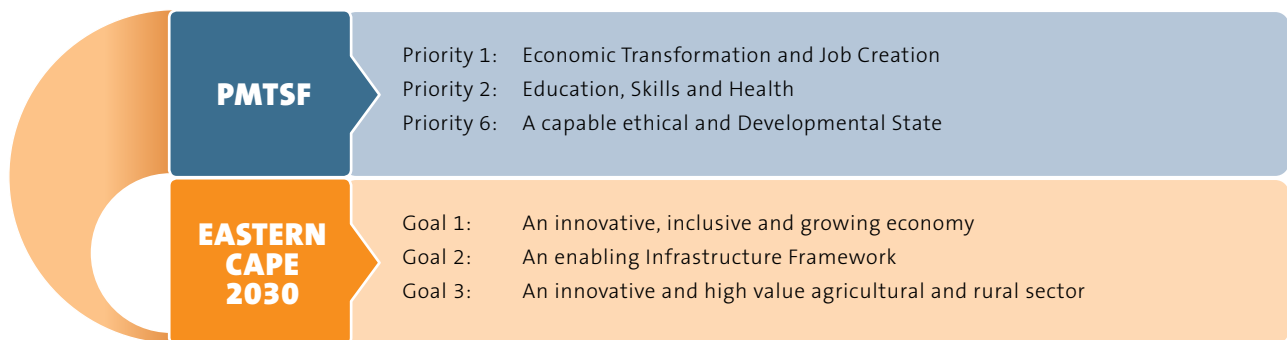 PMTSF
Priority 1: Economic Transformation and Job Creation
Priority 2: Education, Skills and Health
Priority 6: A capable ethical and Developmental State
EASTERN
CAPE
2030
Goal 1: An innovative, inclusive and growing economy
Goal 2: An enabling Infrastructure Framework
Goal 3: An innovative and high value agricultural and rural sector